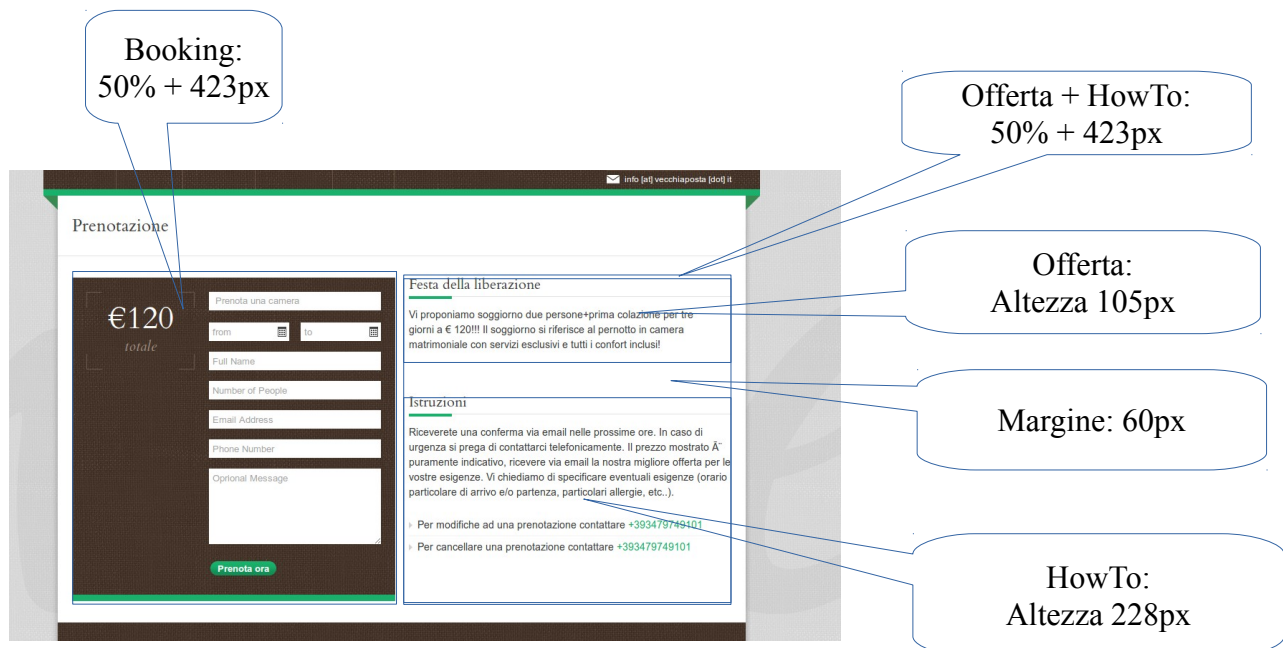 Booking:
50% + 423px
Offerta + HowTo:
50% + 423px
info [at] vecchiaposta [dot] it
Prenotazione
€120
totale
Prenota una camera
from
to
Full Name
Number of People
Email Address
Phone Number
Oprional Message
Prenota ora
Festa della liberazione
Vi proponiamo soggiorno due persone+prima colazione per tre
giorni a € 120!!! Il soggiorno si riferisce al pernotto in camera
matrimoniale con servizi esclusivi e tutti i confort inclusi!
Istruzioni
Riceverete una conferma via email nelle prossime ore. In caso di
urgenza si prega di contattarci telefonicamente. Il prezzo mostrato Ã¨
puramente indicativo, ricevere via email la nostra migliore offerta per le
vostre esigenze. Vi chiediamo di specificare eventuali esigenze (orario
particolare di arrivo e/o partenza, particolari allergie, etc..).
Per modifiche ad una prenotazione contattare +393479749101
Per cancellare una prenotazione contattare +393479749101
Offerta:
Altezza 105px
Margine: 60px
HowTo:
Altezza 228px